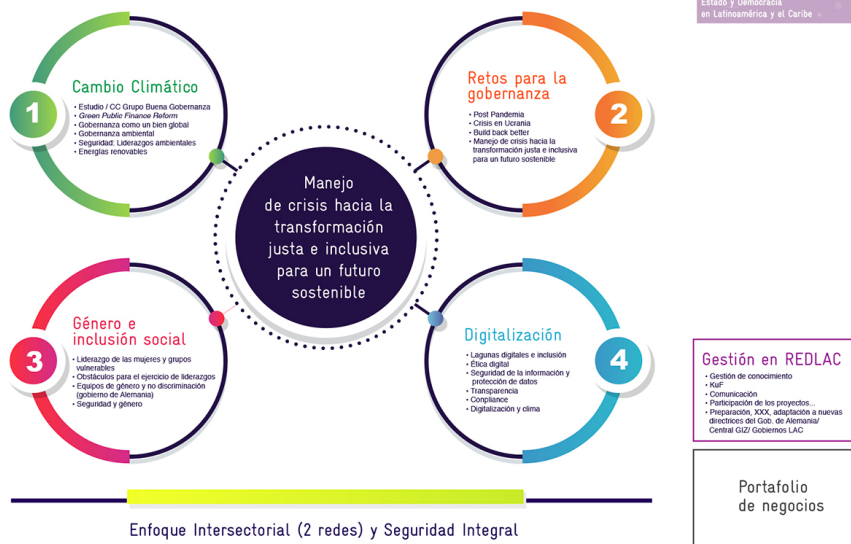 Estado y Democracia
en Latinoamérica y el Caribe
1
Cambio Climático
• Estudio / CC Grupo Buena Gobernanza
• Green Public Finance Reform
• Gobernanza como un bien global
• Gobernanza ambiental
• Seguridad: Liderazgos ambientales
• Energías renovables
Retos para la
gobernanza
• Post Pandemia
• Crisis en Ucrania
• Build back better
• Manejo de crisis hacia la
transformación justa e inclusiva
para un futuro sostenible
2
Manejo
de crisis hacia la
transformación
justa e inclusiva
para un futuro
sostenible
3
Género e
inclusión social
• Liderazgo de las mujeres y grupos
vulnerables
• Obstáculos para el ejercicio de liderazgos
• Equipos de género y no discriminación
(gobierno de Alemania)
• Seguridad y género
Digitalización
• Lagunas digitales e inclusión
• Ética digital
• Seguridad de la información y
protección de datos
• Transparencia
• Conpliance
• Digitalización y clima
4
Gestión en REDLAC
• Gestión de conocimiento
• KuF
• Comunicación
• Participación de los proyectos...
• Preparación, XXX, adaptación a nuevas
directrices del Gob. de Alemania/
Central GIZ/ Gobiernos LAC
Portafolio
de negocios
Enfoque Intersectorial (2 redes) y Seguridad Integral